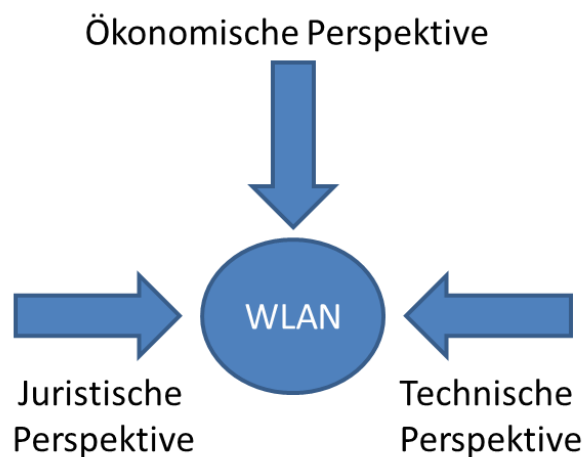 Ökonomische Perspektive
WLAN
Juristische
Perspektive
Technische
Perspektive